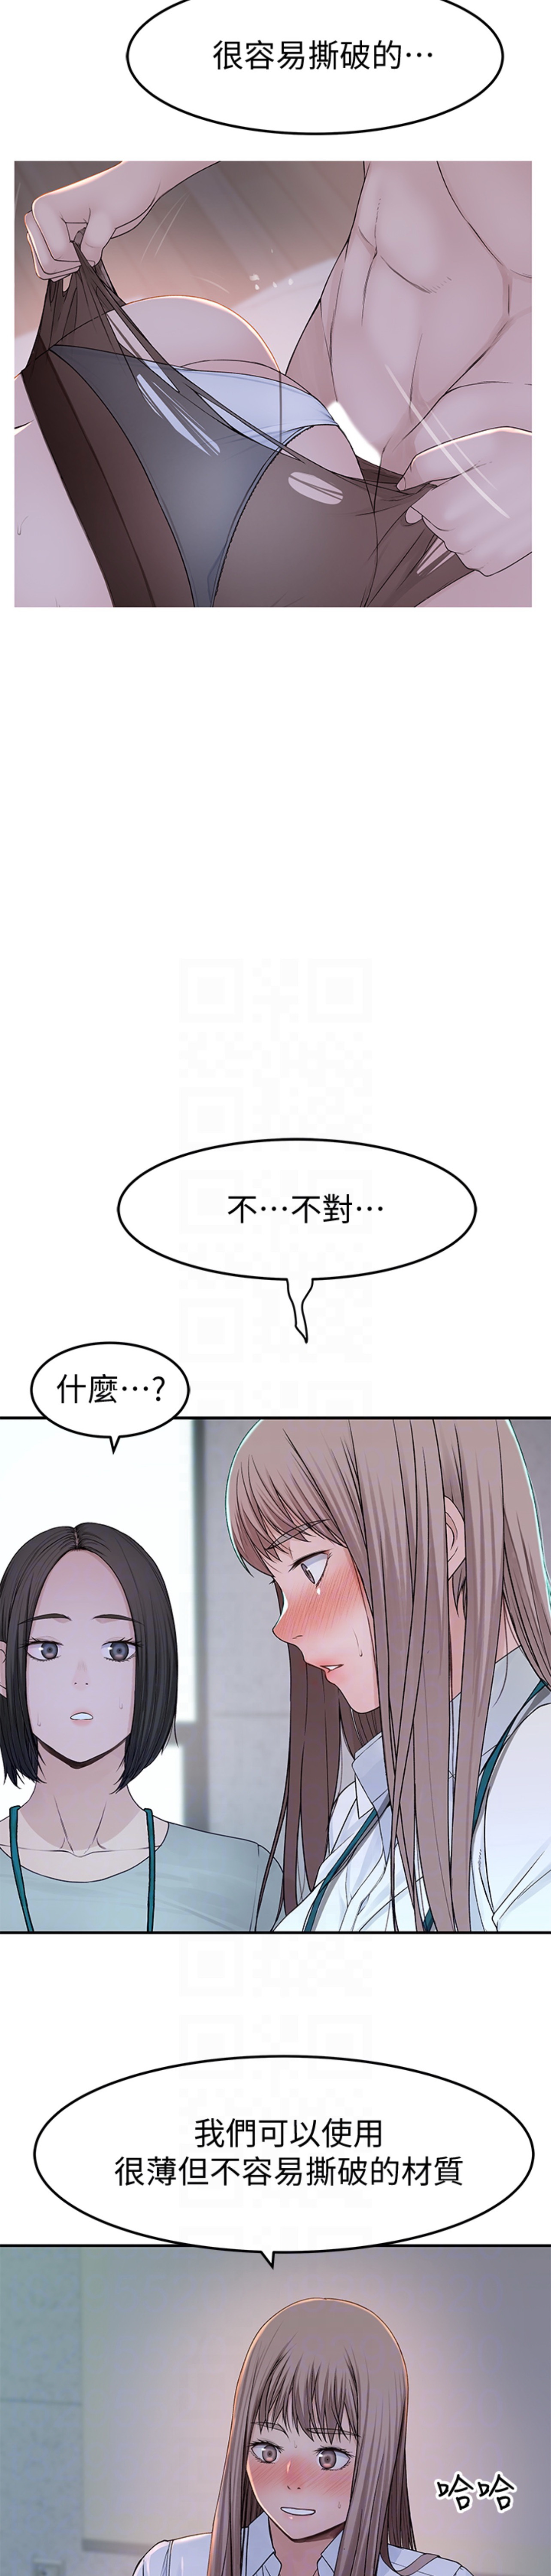 很容易撕破的⋯
不⋯不對⋯
什麼⋯?
我們可以使用
很薄但不容易撕破的材質
哈哈